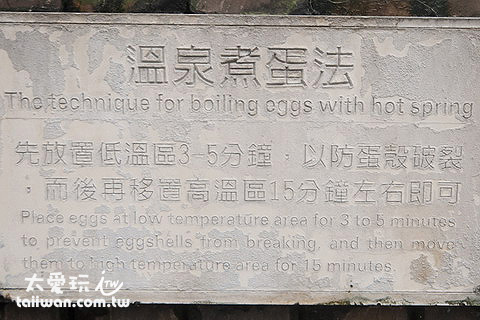 溫泉煮蛋法
The technique for boiling eggs with hot spring
先放置低溫區3-5分鐘，以防蛋殼破裂
，而後再移置高溫區15分鐘左右即可
Place eggs at low temperature area for 3 to 5 minutes
to prevent eggshells from breaking, and then move
them to high temperature area for 15 minutes.
太愛玩/IW
tailiwan.com.tw